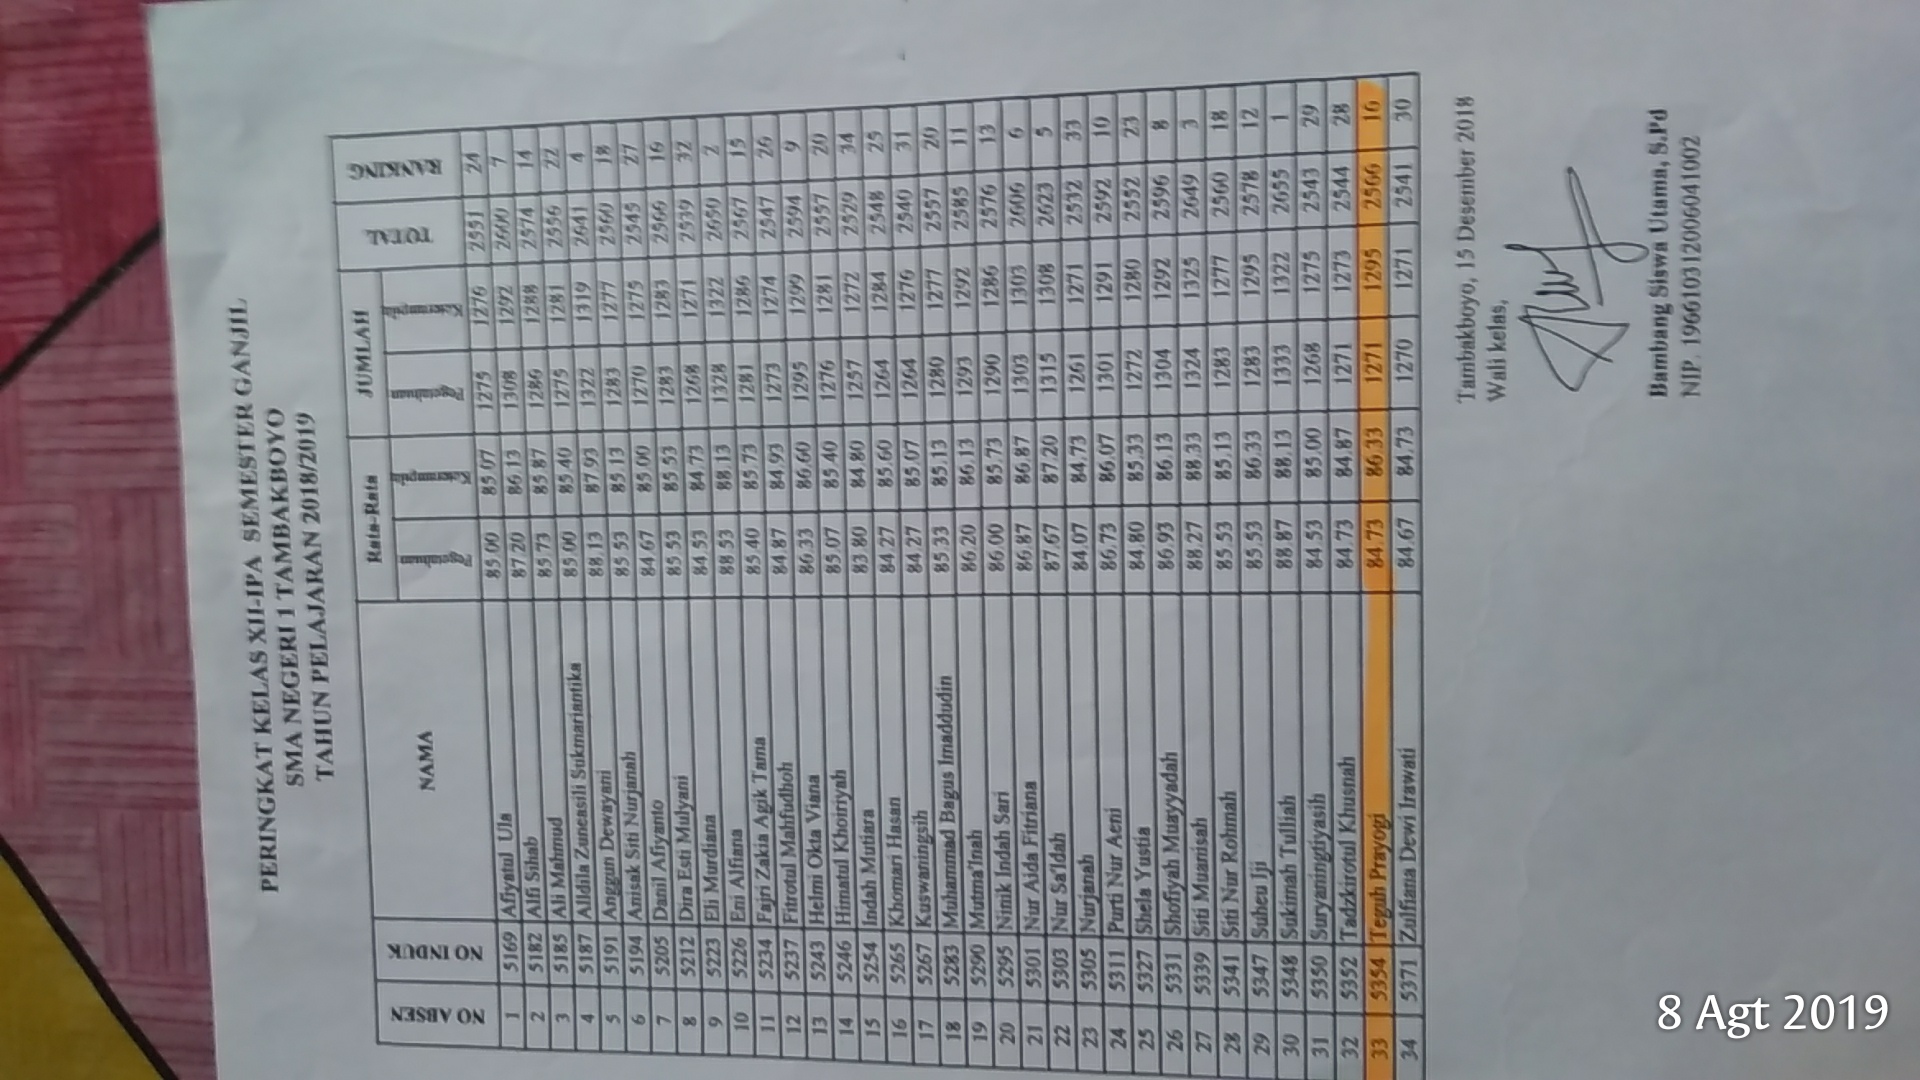 PERINGKAT KELAS XII-IPA SEMESTER GANJIL
SMA NEGERI 1 TAMBAKBOYO
TAHUN PELAJARAN 2018/2019
NO ABSEN NO INDUK NAMA Rata-Rata JUMLAH TOTAL RANKING
Pegetahuan Keterampila Pegetahuan Keterampila
1 5169 Afiyatul Ula 85.00 85.07 1275 1276 2551 24
2 5182 Alfi Sihab 87.20 86.13 1308 1292 2600 7
3 5185 Ali Mahmud 85.73 85.87 1286 1288 2574 14
4 5187 Alldila Zuneasili Sukmariantika 85.00 85.40 1275 1281 2556 22
5 5191 Anggun Dewayani 88.13 87.93 1322 1319 2641 4
6 5194 Anisak Siti Nurjanah 85.53 85.13 1283 1277 2560 18
7 5205 Danil Afiyanto 84.67 85.00 1270 1275 2545 27
8 5212 Dira Esti Mulyani 85.53 85.53 1283 1283 2566 16
9 5223 Eli Murdiana 84.53 84.73 1268 1271 2539 32
10 5226 Eni Alfiana 88.53 88.13 1328 1322 2650 2
11 5234 Fajri Zakia Agik Tama 85.40 85.73 1281 1286 2567 15
12 5237 Fitrotul Mahfudhoh 84.87 84.93 1273 1274 2547 26
13 5243 Helmi Okta Viana 86.33 86.60 1295 1299 2594 9
14 5246 Himatul Khoiriyah 85.07 85.40 1276 1281 2557 20
15 5254 Indah Mutiara 83.80 84.80 1257 1272 2529 34
16 5265 Khomari Hasan 84.27 85.60 1264 1284 2548 25
17 5267 Kuswaningsih 84.27 85.07 1264 1276 2540 31
18 5283 Muhammad Bagus Imaddudin 85.33 85.13 1280 1277 2557 20
19 5290 Mutma'Inah 86.20 86.13 1293 1292 2585 11
20 5295 Ninik Indah Sari 86.00 85.73 1290 1286 2576 13
21 5301 Nur Aida Fitriana 86.87 86.87 1303 1303 2606 6
22 5303 Nur Sa'Idah 87.67 87.20 1315 1308 2623 5
23 5305 Nurjanah 84.07 84.73 1261 1271 2532 33
24 5311 Purti Nur Aeni 86.73 86.07 1301 1291 2592 10
25 5327 Shela Yustia 84.80 85.33 1272 1280 2552 23
26 5331 Shofiyah Muayyadah 86.93 86.13 1304 1292 2596 8
27 5339 Siti Muanisah 88.27 88.33 1324 1325 2649 3
28 5341 Siti Nur Rohmah 85.53 85.13 1283 1277 2560 18
29 5347 Suheu Iji 85.53 86.33 1283 1295 2578 12
30 5348 Sukimah Tulliah 88.87 88.13 1333 1322 2655 1
31 5350 Suryaningtiyasih 84.53 85.00 1268 1275 2543 29
32 5352 Tadzkirotul Khusnah 84.73 84.87 1271 1273 2544 28
33 5354 Teguh Prayogi 84.73 86.33 1271 1295 2566 16
34 5371 Zulfiana Dewi Irawati 84.67 84.73 1270 1271 2541 30
Tambakboyo, 15 Desember 2018
Wali kelas,
Bambang Siswa Utama, S.Pd
NIP. 196610312006041002
8 Agt 2019